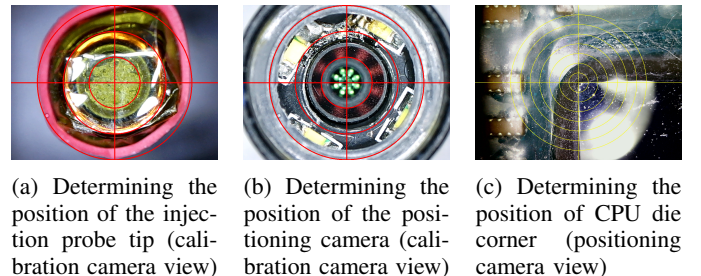 (a) Determining the
position of the injec-
tion probe tip (cali-
bration camera view)
(b) Determining the
position of the posi-
tioning camera (cali-
bration camera view)
(c) Determining the
position of CPU die
corner (positioning
camera view)